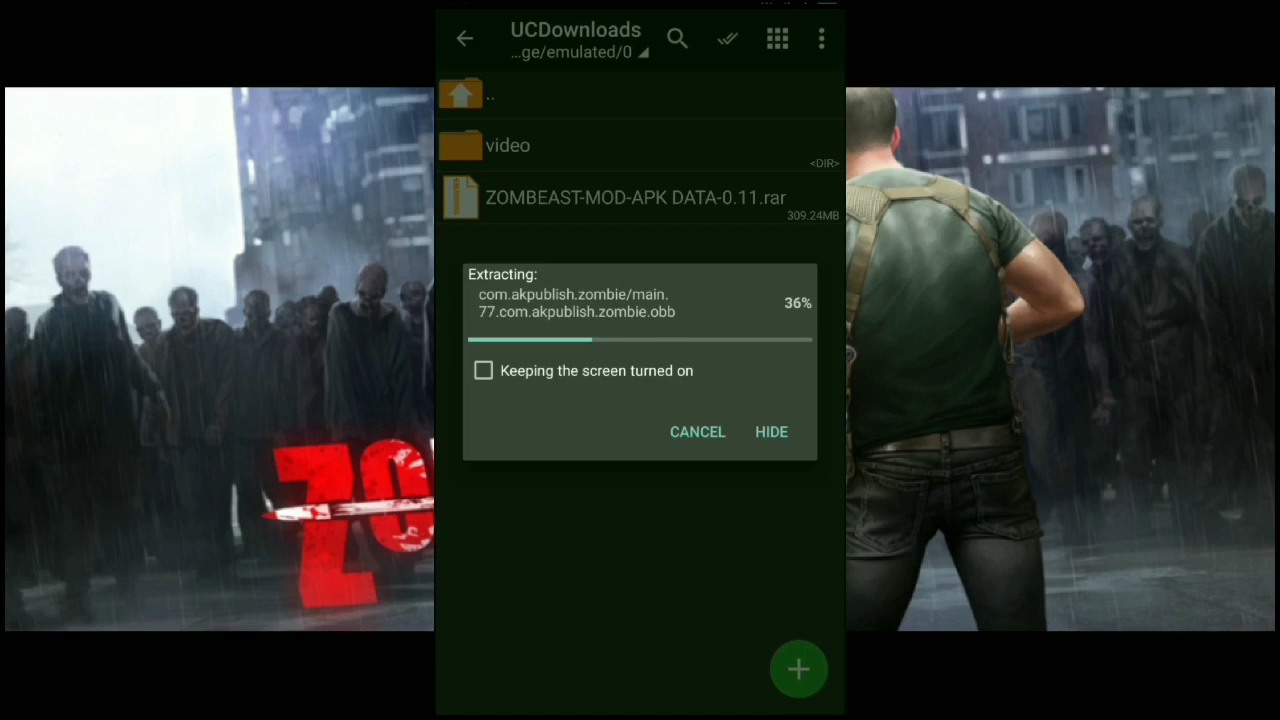 UCDownloads
...ge/emulated/0
..
video
<DIR>
ZOMBEAST-MOD-APK DATA-0.11.rar
309.24MB
Extracting:
com.akpublish.zombie/main.
77.com.akpublish.zombie.obb
36%
Keeping the screen turned on
CANCEL
HIDE
ZO
Z